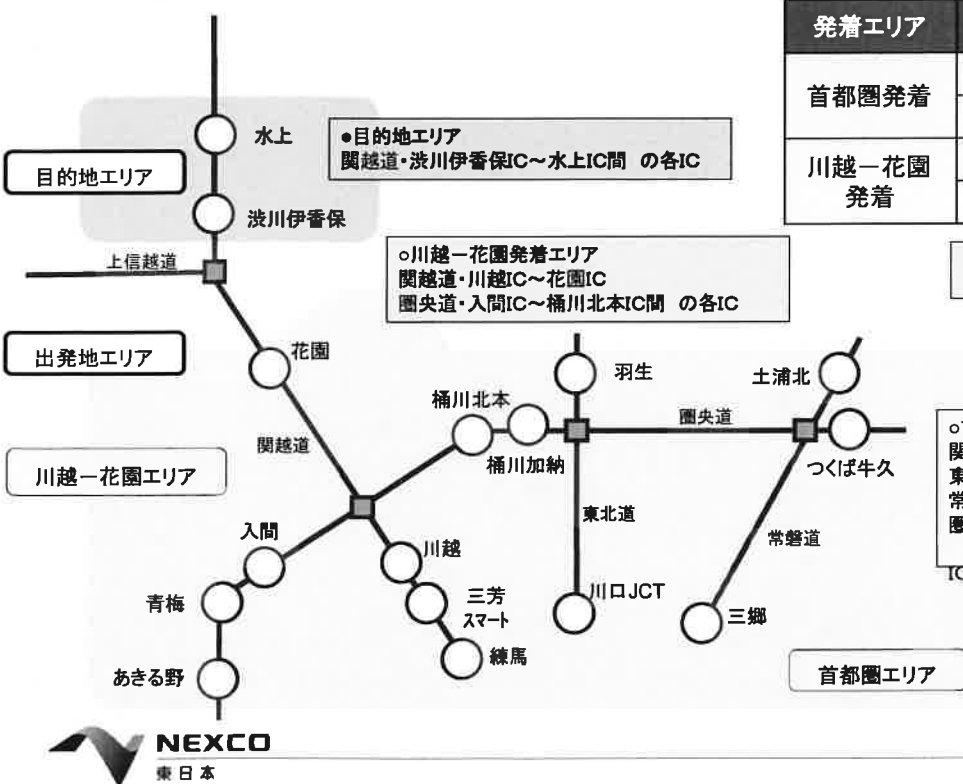 発着エリア
首都圏発着
川越ー花園
発着
水上
●目的地エリア
関越道・渋川伊香保IC～水上IC間 の各IC
目的地エリア
渋川伊香保
上信越道
○川越ー花園発着エリア
関越道・川越IC～花園IC
圏央道・入間IC～桶川北本IC間 の各IC
出発地エリア
花園
羽生
土浦北
桶川北本
圏央道
関越道
桶川加納
つくば牛久
川越ー花園エリア
東北道
常磐道
入間
川越
青梅
三芳
スマート
川口JCT
三郷
練馬
あきる野
首都圏エリア
関
東
常
圏
IC
NEXCO
東日本